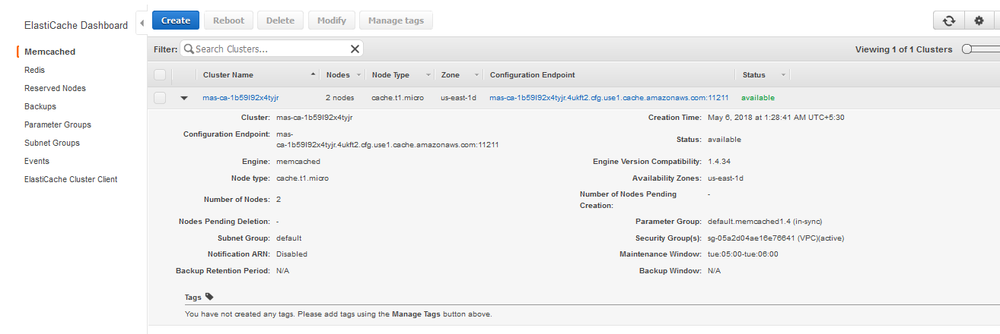 ElastiCache Dashboard
Memcached
Redis
Reserved Nodes
Backups
Parameter Groups
Subnet Groups
Events
ElastiCache Cluster Client
Create Reboot Delete Modify Manage tags
Filter: Search Clusters... Viewing 1 of 1 Clusters
Cluster Name Nodes Node Type Zone Configuration Endpoint Status
mas-ca-1b59l92x4tyjr 2 nodes cache.t1.micro us-east-1d mas-ca-1b59l92x4tyjr.4ukft2.cfg.use1.cache.amazonaws.com:11211 available
Cluster: mas-ca-1b59l92x4tyjr Creation Time: May 6, 2018 at 1:28:41 AM UTC+5:30
Configuration Endpoint: mas-
ca-1b59l92x4tyjr.4ukft2.cfg.use1.cache.amazonaws.com:11211 Status: available
Engine: memcached Engine Version Compatibility: 1.4.34
Node type: cache.t1.micro Availability Zones: us-east-1d
Number of Nodes: 2 Number of Nodes Pending -
Creation:
Nodes Pending Deletion: - Parameter Group: default.memcached1.4 (in-sync)
Subnet Group: default Security Group(s): sg-05a2d04ae16e76641 (VPC)(active)
Notification ARN: Disabled Maintenance Window: tue:05:00-tue:06:00
Backup Retention Period: N/A Backup Window: N/A
Tags
You have not created any tags. Please add tags using the Manage Tags button above.